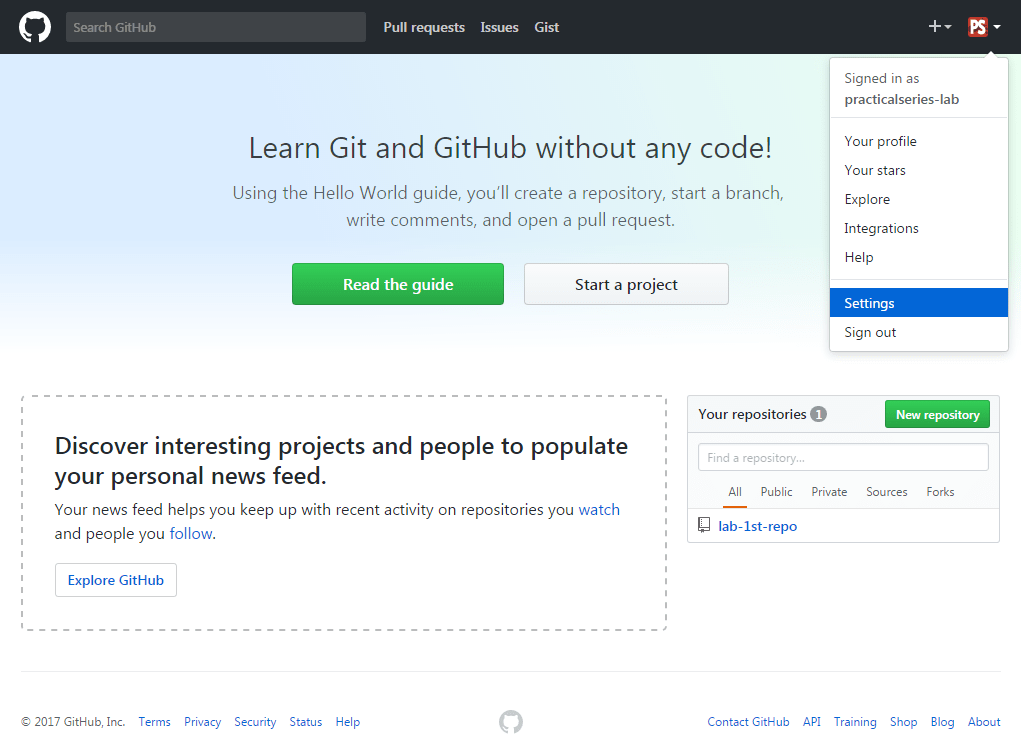 Search GitHub
Pull requests Issues Gist
PS
Signed in as
practicalseries-lab
Your profile
Your stars
Explore
Integrations
Help
Settings
Sign out
Learn Git and GitHub without any code!
Using the Hello World guide, you’ll create a repository, start a branch,
write comments, and open a pull request.
Read the guide Start a project
Discover interesting projects and people to populate
your personal news feed.
Your news feed helps you keep up with recent activity on repositories you watch
and people you follow.
Explore GitHub
Your repositories 1 New repository
Find a repository...
All Public Private Sources Forks
lab-1st-repo
© 2017 GitHub, Inc. Terms Privacy Security Status Help
Contact GitHub API Training Shop Blog About